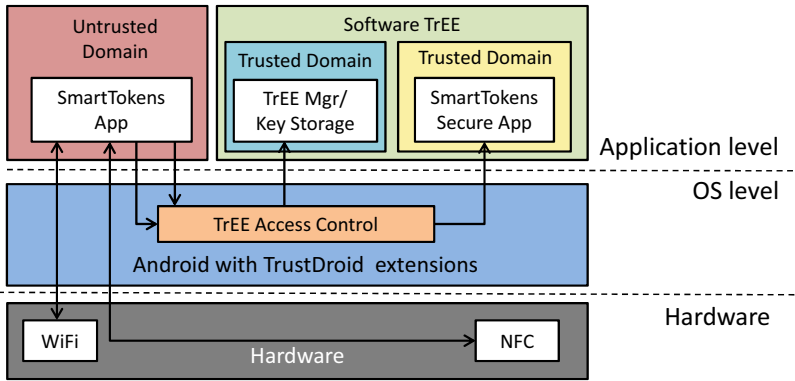 Untrusted
Domain
SmartTokens
App
Software TrEE
Trusted Domain
TrEE Mgr/
Key Storage
Trusted Domain
SmartTokens
Secure App
Application level
OS level
TrEE Access Control
Android with TrustDroid extensions
Hardware
WiFi
Hardware
NFC